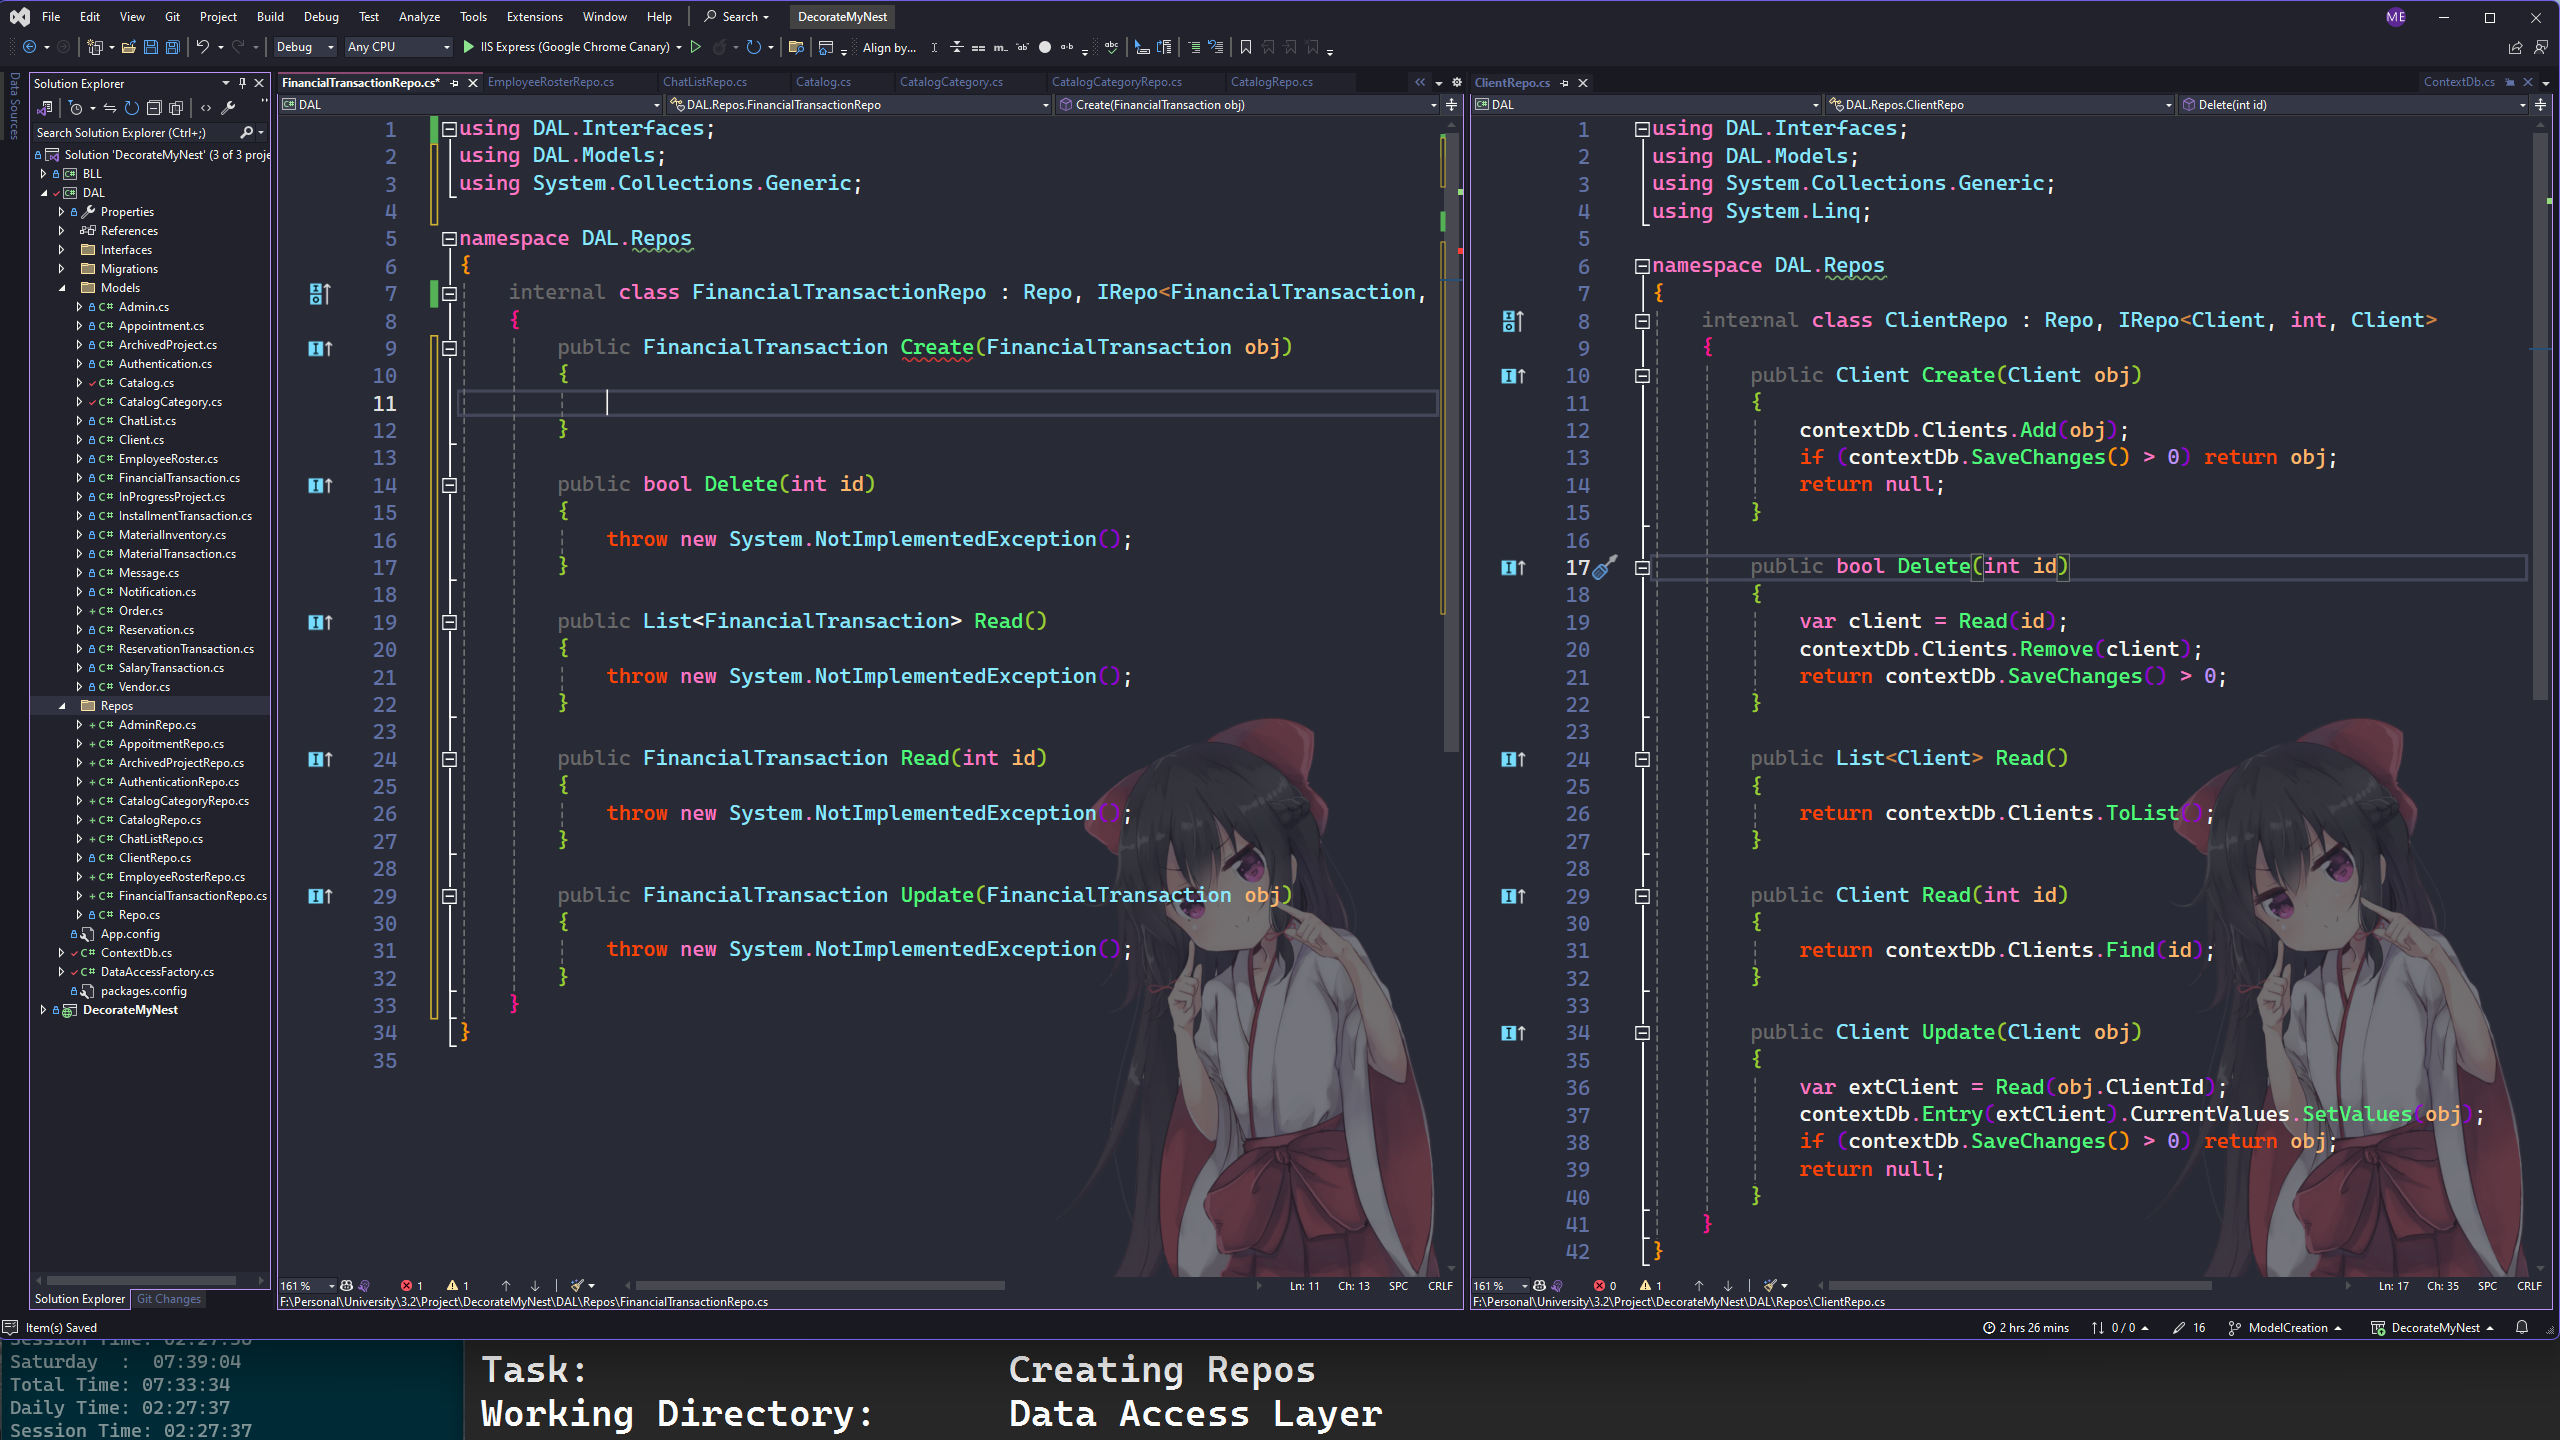 File Edit View Git Project Build Debug Test Analyze Tools Extensions Window Help Search DecorateMyNest ME
Debug Any CPU IIS Express (Google Chrome Canary) Align by...
Data Sources
Solution Explorer
Search Solution Explorer (Ctrl+;)
Solution 'DecorateMyNest' (3 of 3 proje
BLL
DAL
Properties
References
Interfaces
Migrations
Models
Admin.cs
Appointment.cs
ArchivedProject.cs
Authentication.cs
Catalog.cs
CatalogCategory.cs
ChatList.cs
Client.cs
EmployeeRoster.cs
FinancialTransaction.cs
InProgressProject.cs
InstallmentTransaction.cs
MaterialInventory.cs
MaterialTransaction.cs
Message.cs
Notification.cs
Order.cs
Reservation.cs
ReservationTransaction.cs
SalaryTransaction.cs
Vendor.cs
Repos
AdminRepo.cs
AppoitmentRepo.cs
ArchivedProjectRepo.cs
AuthenticationRepo.cs
CatalogCategoryRepo.cs
CatalogRepo.cs
ChatListRepo.cs
ClientRepo.cs
EmployeeRosterRepo.cs
FinancialTransactionRepo.cs
Repo.cs
App.config
ContextDb.cs
DataAccessFactory.cs
packages.config
DecorateMyNest
Solution Explorer Git Changes
FinancialTransactionRepo.cs* EmployeeRosterRepo.cs ChatListRepo.cs Catalog.cs CatalogCategory.cs CatalogCategoryRepo.cs CatalogRepo.cs
DAL DAL.Repos.FinancialTransactionRepo Create(FinancialTransaction obj)
1 using DAL.Interfaces;
2 using DAL.Models;
3 using System.Collections.Generic;
4
5 namespace DAL.Repos
6 {
7 internal class FinancialTransactionRepo : Repo, IRepo<FinancialTransaction,
8 {
9 public FinancialTransaction Create(FinancialTransaction obj)
10 {
11
12 }
13
14 public bool Delete(int id)
15 {
16 throw new System.NotImplementedException();
17 }
18
19 public List<FinancialTransaction> Read()
20 {
21 throw new System.NotImplementedException();
22 }
23
24 public FinancialTransaction Read(int id)
25 {
26 throw new System.NotImplementedException();
27 }
28
29 public FinancialTransaction Update(FinancialTransaction obj)
30 {
31 throw new System.NotImplementedException();
32 }
33 }
34 }
35
161 % 1 1 Ln: 11 Ch: 13 SPC CRLF
F:\Personal\University\3.2\Project\DecorateMyNest\DAL\Repos\FinancialTransactionRepo.cs
ClientRepo.cs ContextDb.cs
DAL DAL.Repos.ClientRepo Delete(int id)
1 using DAL.Interfaces;
2 using DAL.Models;
3 using System.Collections.Generic;
4 using System.Linq;
5
6 namespace DAL.Repos
7 {
8 internal class ClientRepo : Repo, IRepo<Client, int, Client>
9 {
10 public Client Create(Client obj)
11 {
12 contextDb.Clients.Add(obj);
13 if (contextDb.SaveChanges() > 0) return obj;
14 return null;
15 }
16
17 public bool Delete(int id)
18 {
19 var client = Read(id);
20 contextDb.Clients.Remove(client);
21 return contextDb.SaveChanges() > 0;
22 }
23
24 public List<Client> Read()
25 {
26 return contextDb.Clients.ToList();
27 }
28
29 public Client Read(int id)
30 {
31 return contextDb.Clients.Find(id);
32 }
33
34 public Client Update(Client obj)
35 {
36 var extClient = Read(obj.ClientId);
37 contextDb.Entry(extClient).CurrentValues.SetValues(obj);
38 if (contextDb.SaveChanges() > 0) return obj;
39 return null;
40 }
41 }
42 }
161 % 0 1 Ln: 17 Ch: 35 SPC CRLF
F:\Personal\University\3.2\Project\DecorateMyNest\DAL\Repos\ClientRepo.cs
Item(s) Saved 2 hrs 26 mins 0 / 0 16 ModelCreation DecorateMyNest
Session Time: 02:27:36
Saturday : 07:39:04
Total Time: 07:33:34
Daily Time: 02:27:37
Session Time: 02:27:37
Task: Creating Repos
Working Directory: Data Access Layer